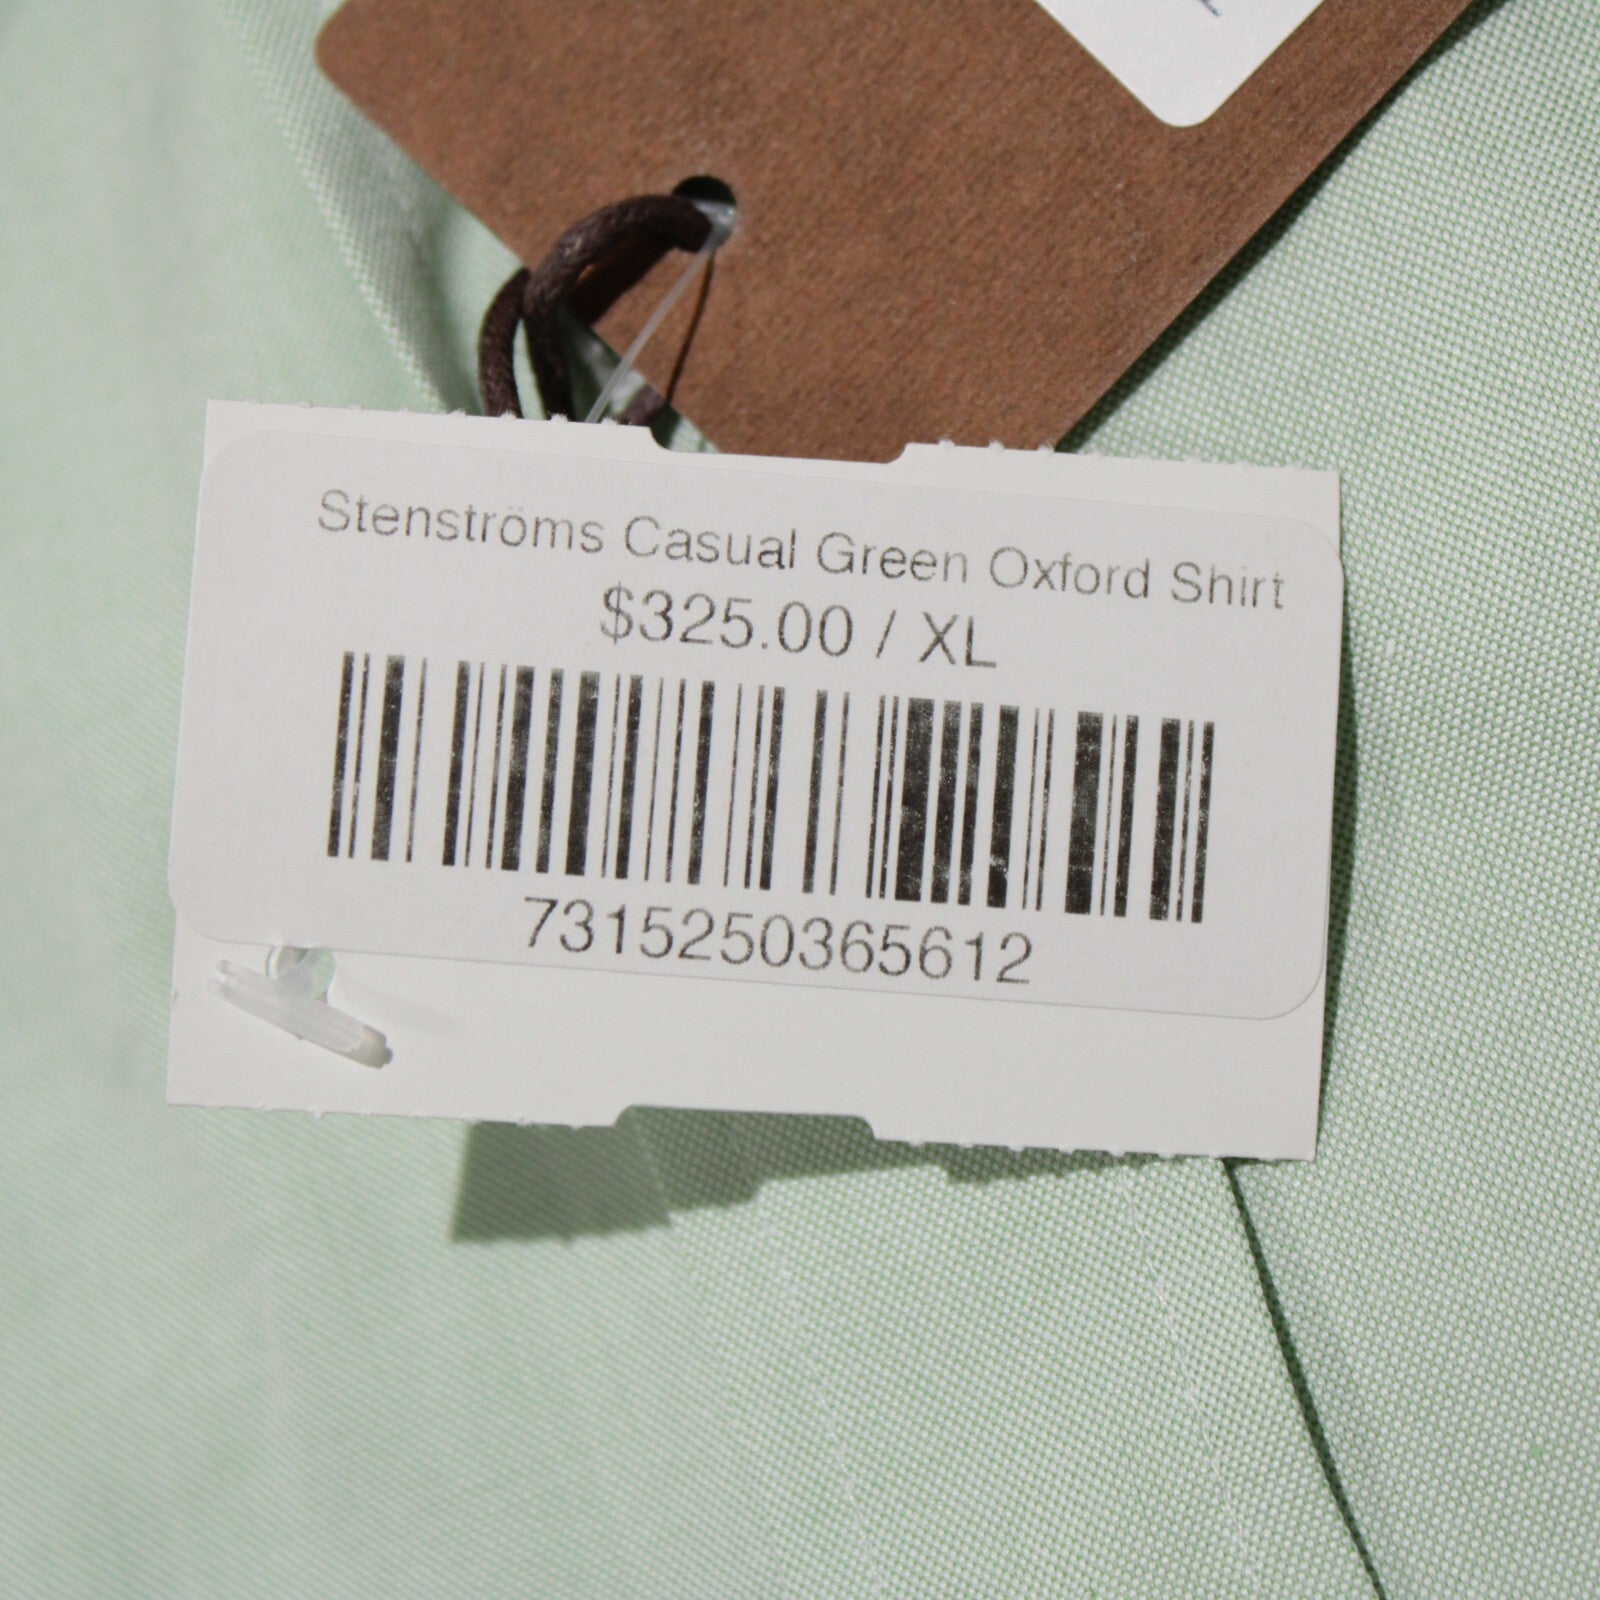 Stenströms Casual Green Oxford Shirt
$325.00 / XL
7315250365612